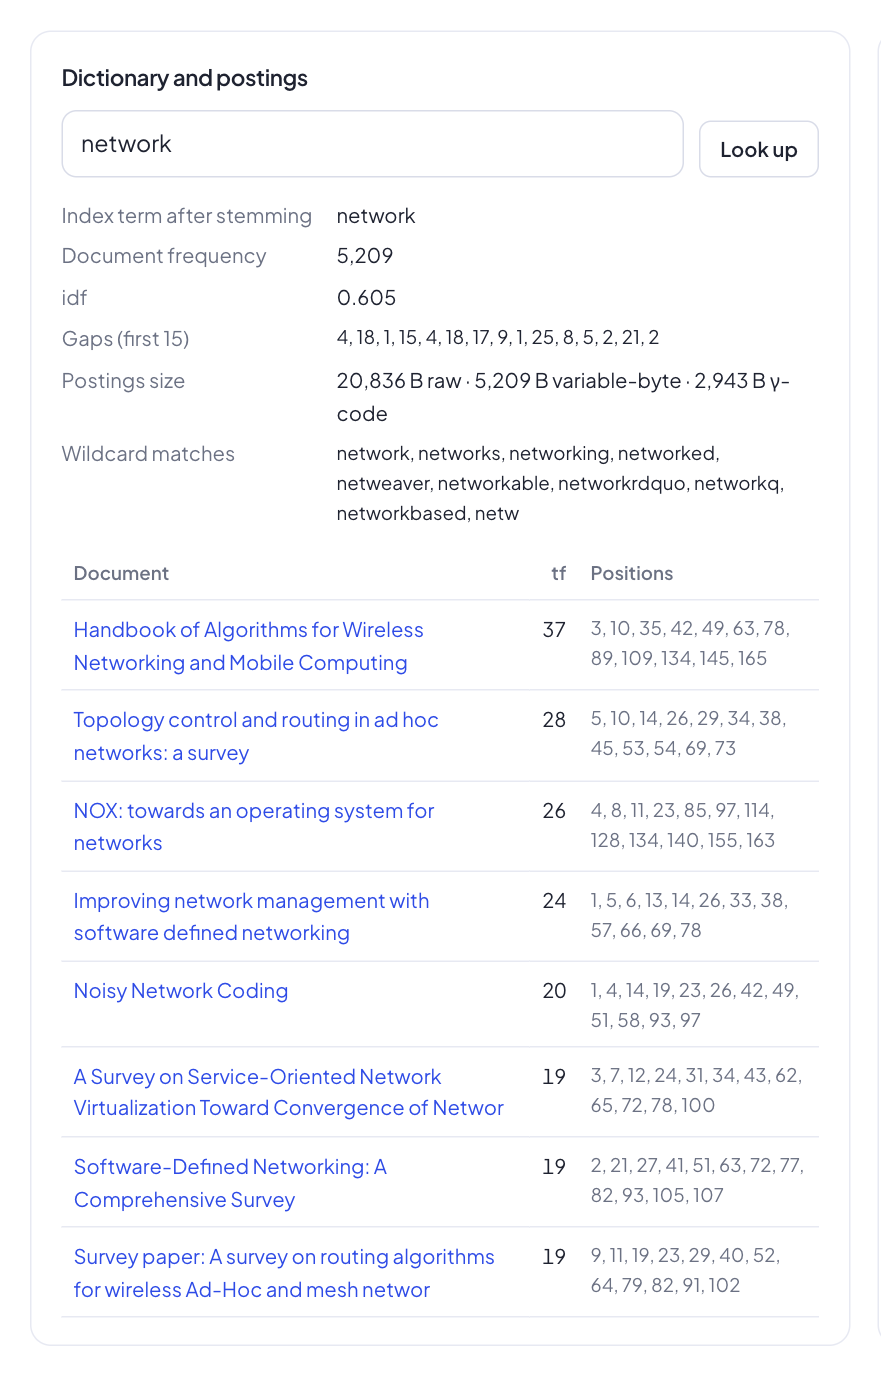 Dictionary and postings
network
Look up
Index term after stemming network
Document frequency 5,209
idf 0.605
Gaps (first 15) 4, 18, 1, 15, 4, 18, 17, 9, 1, 25, 8, 5, 2, 21, 2
Postings size 20,836 B raw · 5,209 B variable-byte · 2,943 B γ-
code
Wildcard matches network, networks, networking, networked,
netweaver, networkable, networkrdquo, networkq,
networkbased, netw
Document tf Positions
Handbook of Algorithms for Wireless 37 3, 10, 35, 42, 49, 63, 78,
Networking and Mobile Computing 89, 109, 134, 145, 165
Topology control and routing in ad hoc 28 5, 10, 14, 26, 29, 34, 38,
networks: a survey 45, 53, 54, 69, 73
NOX: towards an operating system for 26 4, 8, 11, 23, 85, 97, 114,
networks 128, 134, 140, 155, 163
Improving network management with 24 1, 5, 6, 13, 14, 26, 33, 38,
software defined networking 57, 66, 69, 78
Noisy Network Coding 20 1, 4, 14, 19, 23, 26, 42, 49,
51, 58, 93, 97
A Survey on Service-Oriented Network 19 3, 7, 12, 24, 31, 34, 43, 62,
Virtualization Toward Convergence of Networ 65, 72, 78, 100
Software-Defined Networking: A 19 2, 21, 27, 41, 51, 63, 72, 77,
Comprehensive Survey 82, 93, 105, 107
Survey paper: A survey on routing algorithms 19 9, 11, 19, 23, 29, 40, 52,
for wireless Ad-Hoc and mesh networ 64, 79, 82, 91, 102